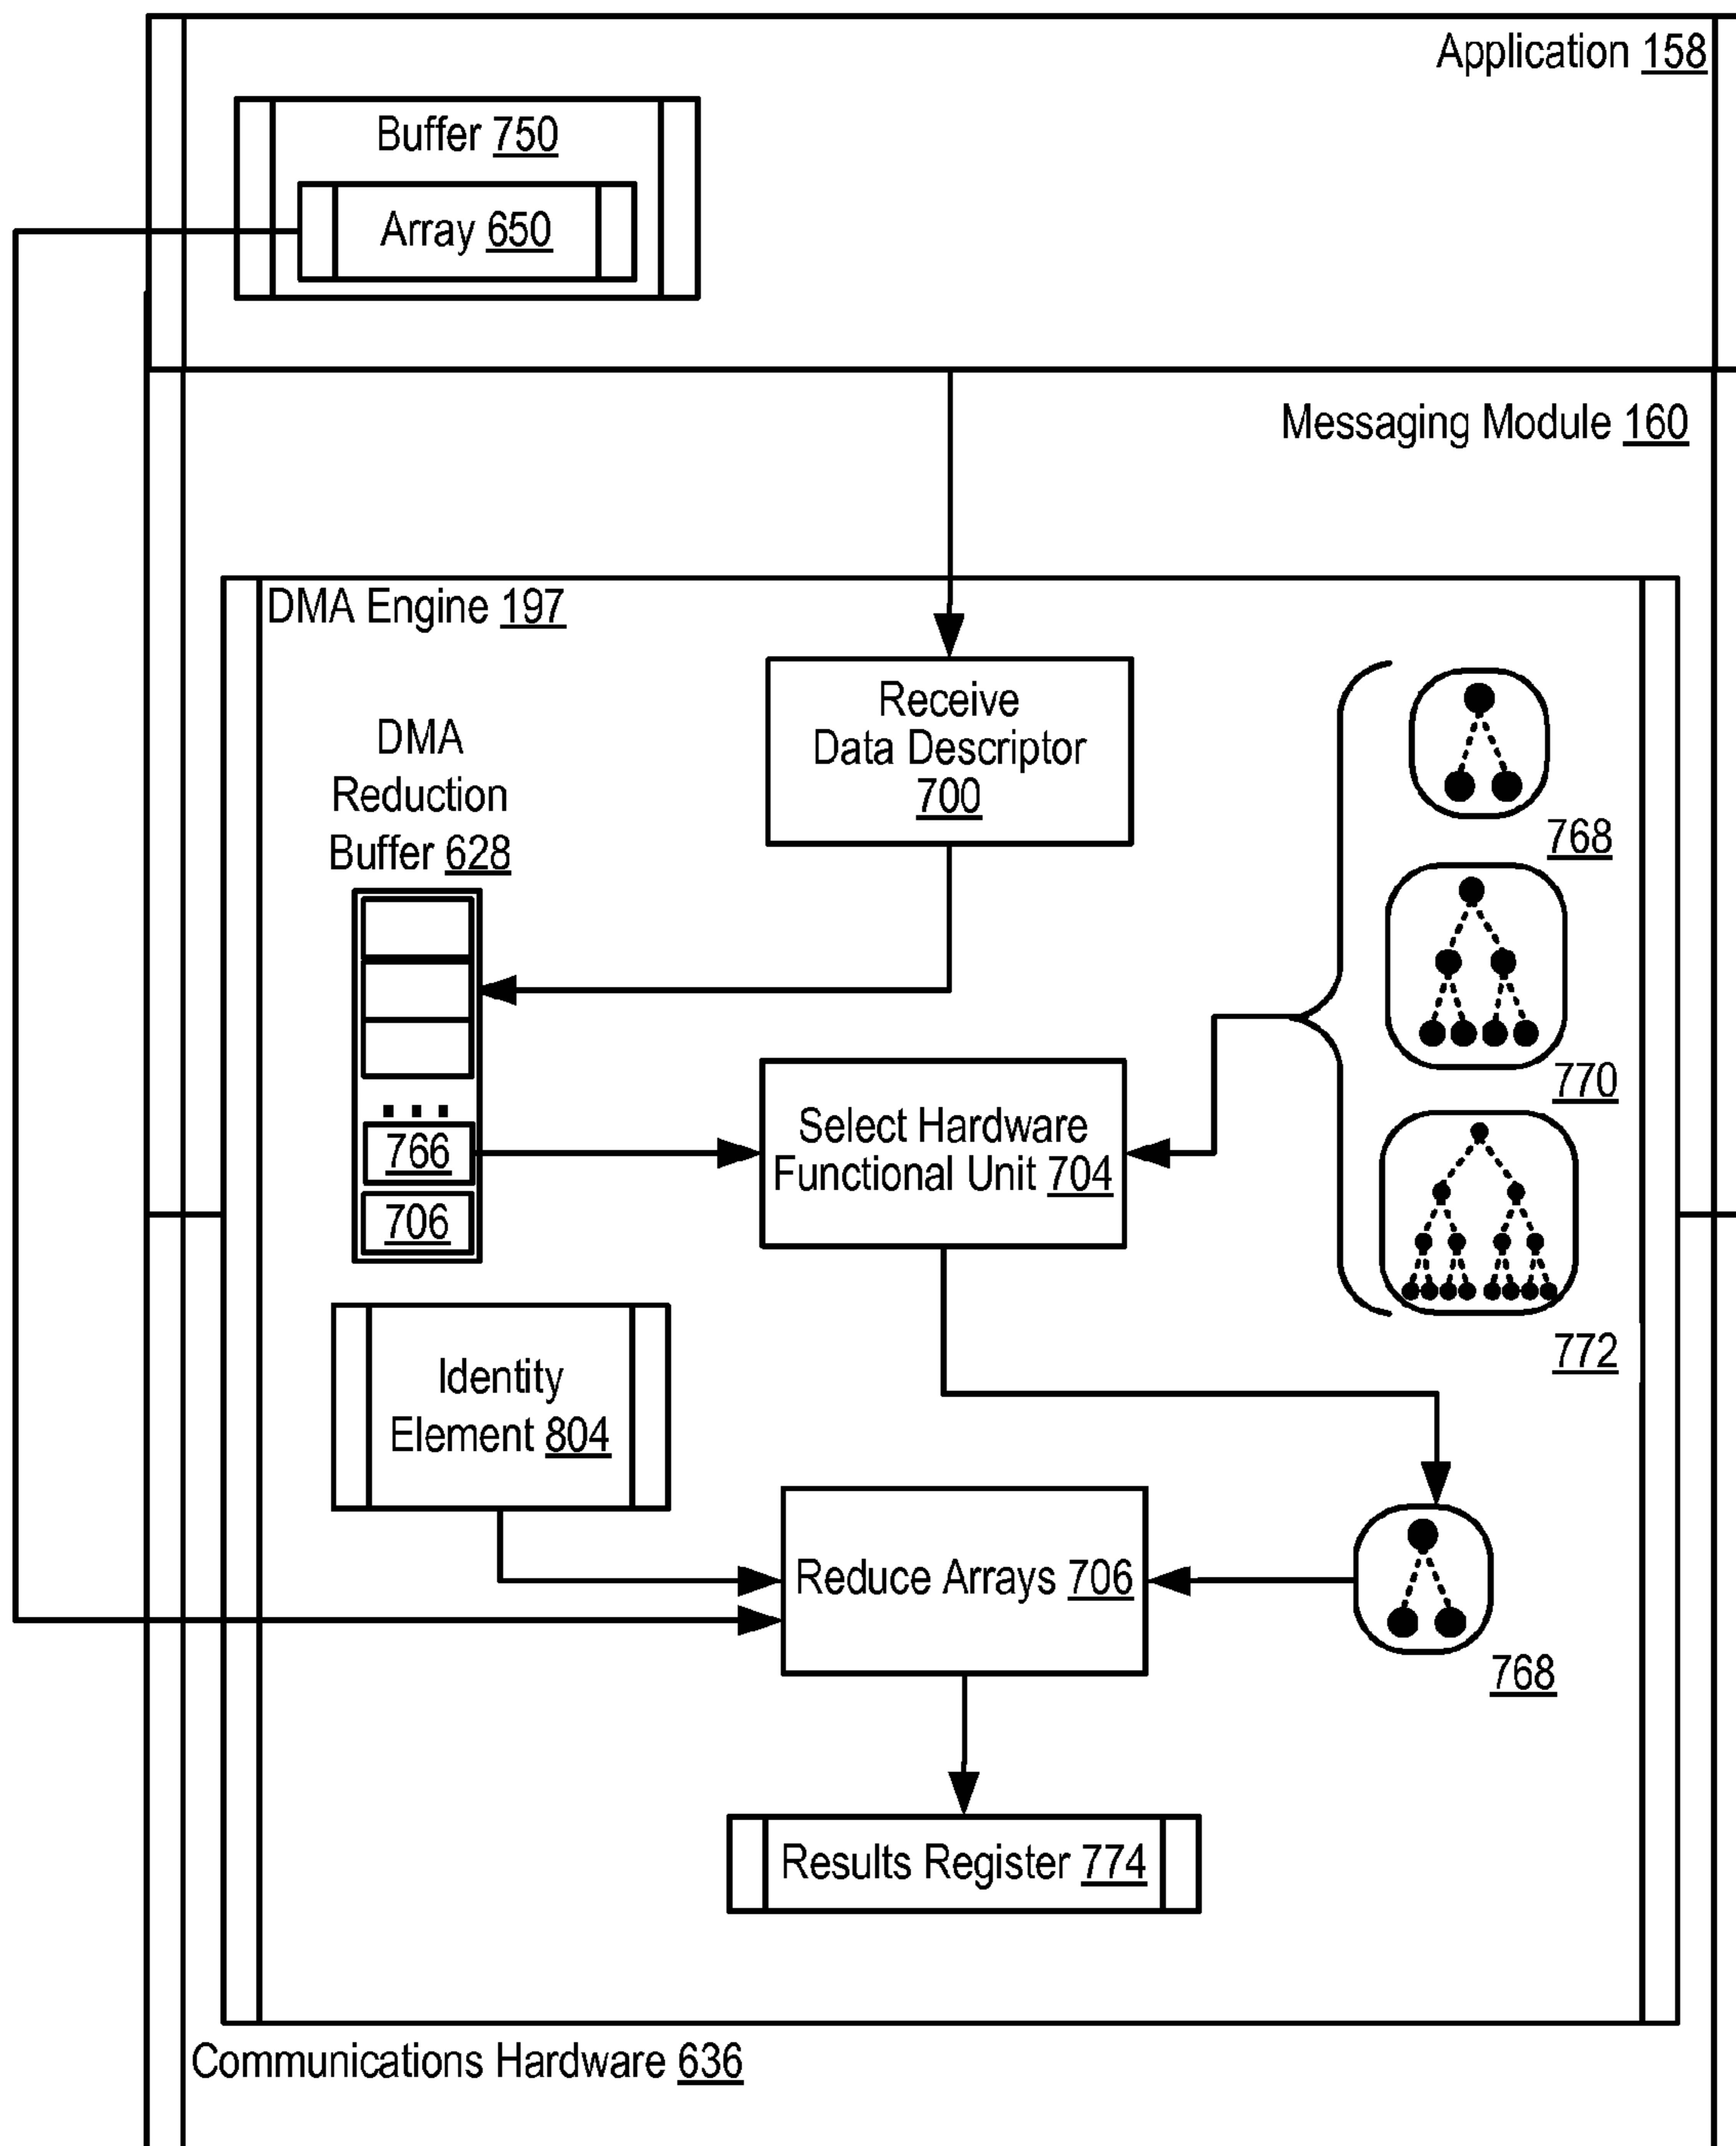 Application 158
Buffer 750
Array 650
Messaging Module 160
DMA Engine 197
Receive
Data Descriptor
700
DMA
Reduction
Buffer 628
768
770
Select Hardware
Functional Unit 704
766
706
772
Identity
Element 804
Reduce Arrays 706
768
Results Register 774
Communications Hardware 636